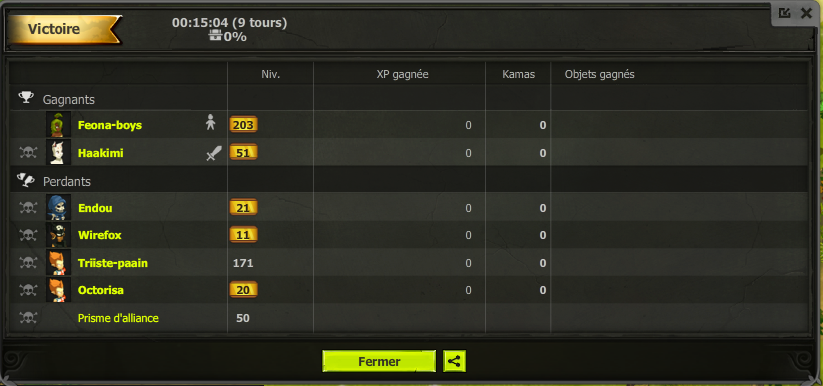 Victoire
00:15:04 (9 tours)
0%
Niv. XP gagnée Kamas Objets gagnés
Gagnants
Feona-boys 203 0 0
Haakimi 51 0 0
Perdants
Endou 21 0 0
Wirefox 11 0 0
Triiste-paain 171 0 0
Octorisa 20 0 0
Prisme d'alliance 50
Fermer